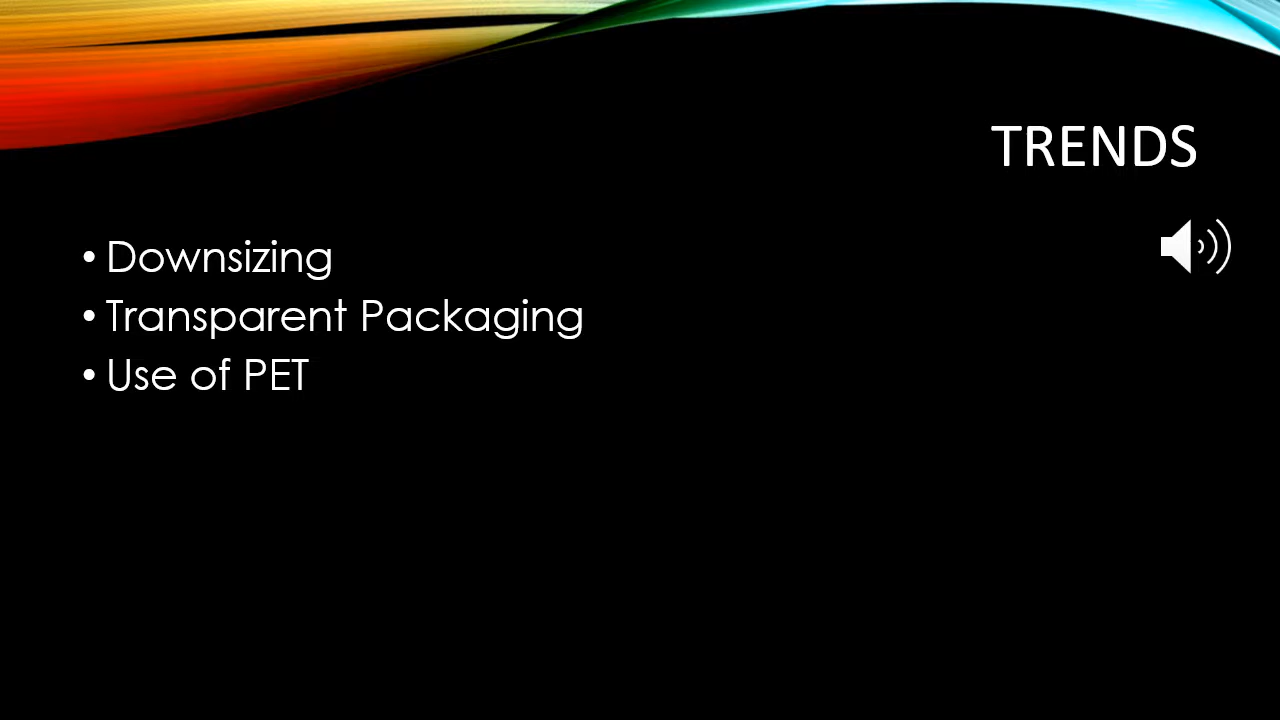 TRENDS
• Downsizing
• Transparent Packaging
• Use of PET